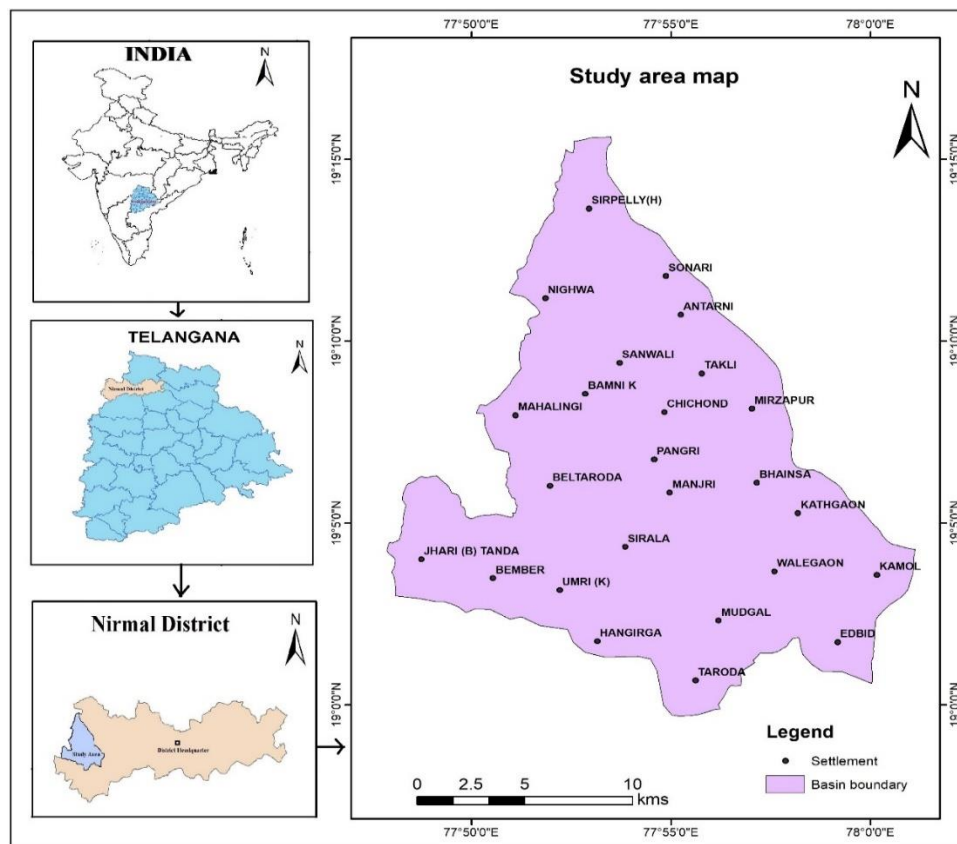 INDIA
N
TELANGANA
N
Nirmal District
Nirmal District
N
Study Area
District Headquarter
77°50'0"E
77°55'0"E
78°0'0"E
Study area map
N
19°15'0"N
19°15'0"N
SIRPELLY(H)
SONARI
NIGHWA
ANTARNI
19°10'0"N
19°10'0"N
SANWALI
TAKLI
BAMNI K
MAHALINGI
CHICHOND
MIRZAPUR
PANGRI
BELTARODA
MANJRI
BHAINSA
KATHGAON
19°5'0"N
19°5'0"N
SIRALA
JHARI (B) TANDA
BEMBER
UMRI (K)
WALEGAON
KAMOL
MUDGAL
HANGIRGA
EDBID
TARODA
19°0'0"N
19°0'0"N
Legend
Settlement
Basin boundary
0 2.5 5 10
kms
77°50'0"E
77°55'0"E
78°0'0"E